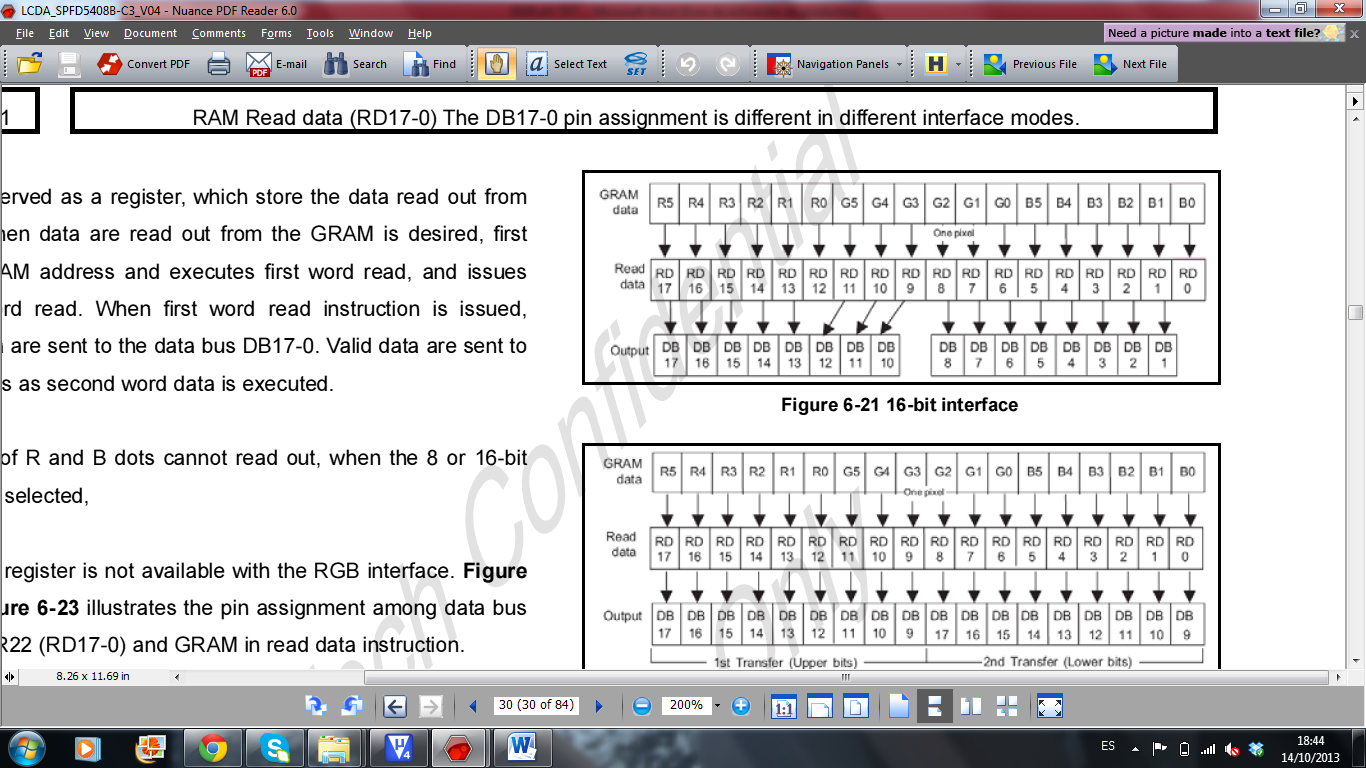 LCDA_SPFD5408B-C3_V04 - Nuance PDF Reader 6.0
File Edit View Document Comments Forms Tools Window Help
Need a picture made into a text file?
Convert PDF E-mail Search Find Select Text Navigation Panels Previous File Next File
PDF
SET
H
1
RAM Read data (RD17-0) The DB17-0 pin assignment is different in different interface modes.
erved as a register, which store the data read out from
hen data are read out from the GRAM is desired, first
AM address and executes first word read, and issues
rd read. When first word read instruction is issued,
are sent to the data bus DB17-0. Valid data are sent to
s as second word data is executed.
of R and B dots cannot read out, when the 8 or 16-bit
selected,
register is not available with the RGB interface. Figure
ure 6-23 illustrates the pin assignment among data bus
R22 (RD17-0) and GRAM in read data instruction.
GRAM data R5 R4 R3 R2 R1 R0 G5 G4 G3 G2 G1 G0 B5 B4 B3 B2 B1 B0
One pixel
Read data RD 17 RD 16 RD 15 RD 14 RD 13 RD 12 RD 11 RD 10 RD 9 RD 8 RD 7 RD 6 RD 5 RD 4 RD 3 RD 2 RD 1 RD 0
Output DB 17 DB 16 DB 15 DB 14 DB 13 DB 12 DB 11 DB 10 DB 8 DB 7 DB 6 DB 5 DB 4 DB 3 DB 2 DB 1
Figure 6-21 16-bit interface
GRAM data R5 R4 R3 R2 R1 R0 G5 G4 G3 G2 G1 G0 B5 B4 B3 B2 B1 B0
One pixel
Read data RD 17 RD 16 RD 15 RD 14 RD 13 RD 12 RD 11 RD 10 RD 9 RD 8 RD 7 RD 6 RD 5 RD 4 RD 3 RD 2 RD 1 RD 0
Output DB 17 DB 16 DB 15 DB 14 DB 13 DB 12 DB 11 DB 10 DB 9 DB 17 DB 16 DB 15 DB 14 DB 13 DB 12 DB 11 DB 10 DB 9
1st Transfer (Upper bits) 2nd Transfer (Lower bits)
tech Confidential
Only
8.26 x 11.69 in
30 (30 of 84) 200% 1:1
ES 18:44
14/10/2013